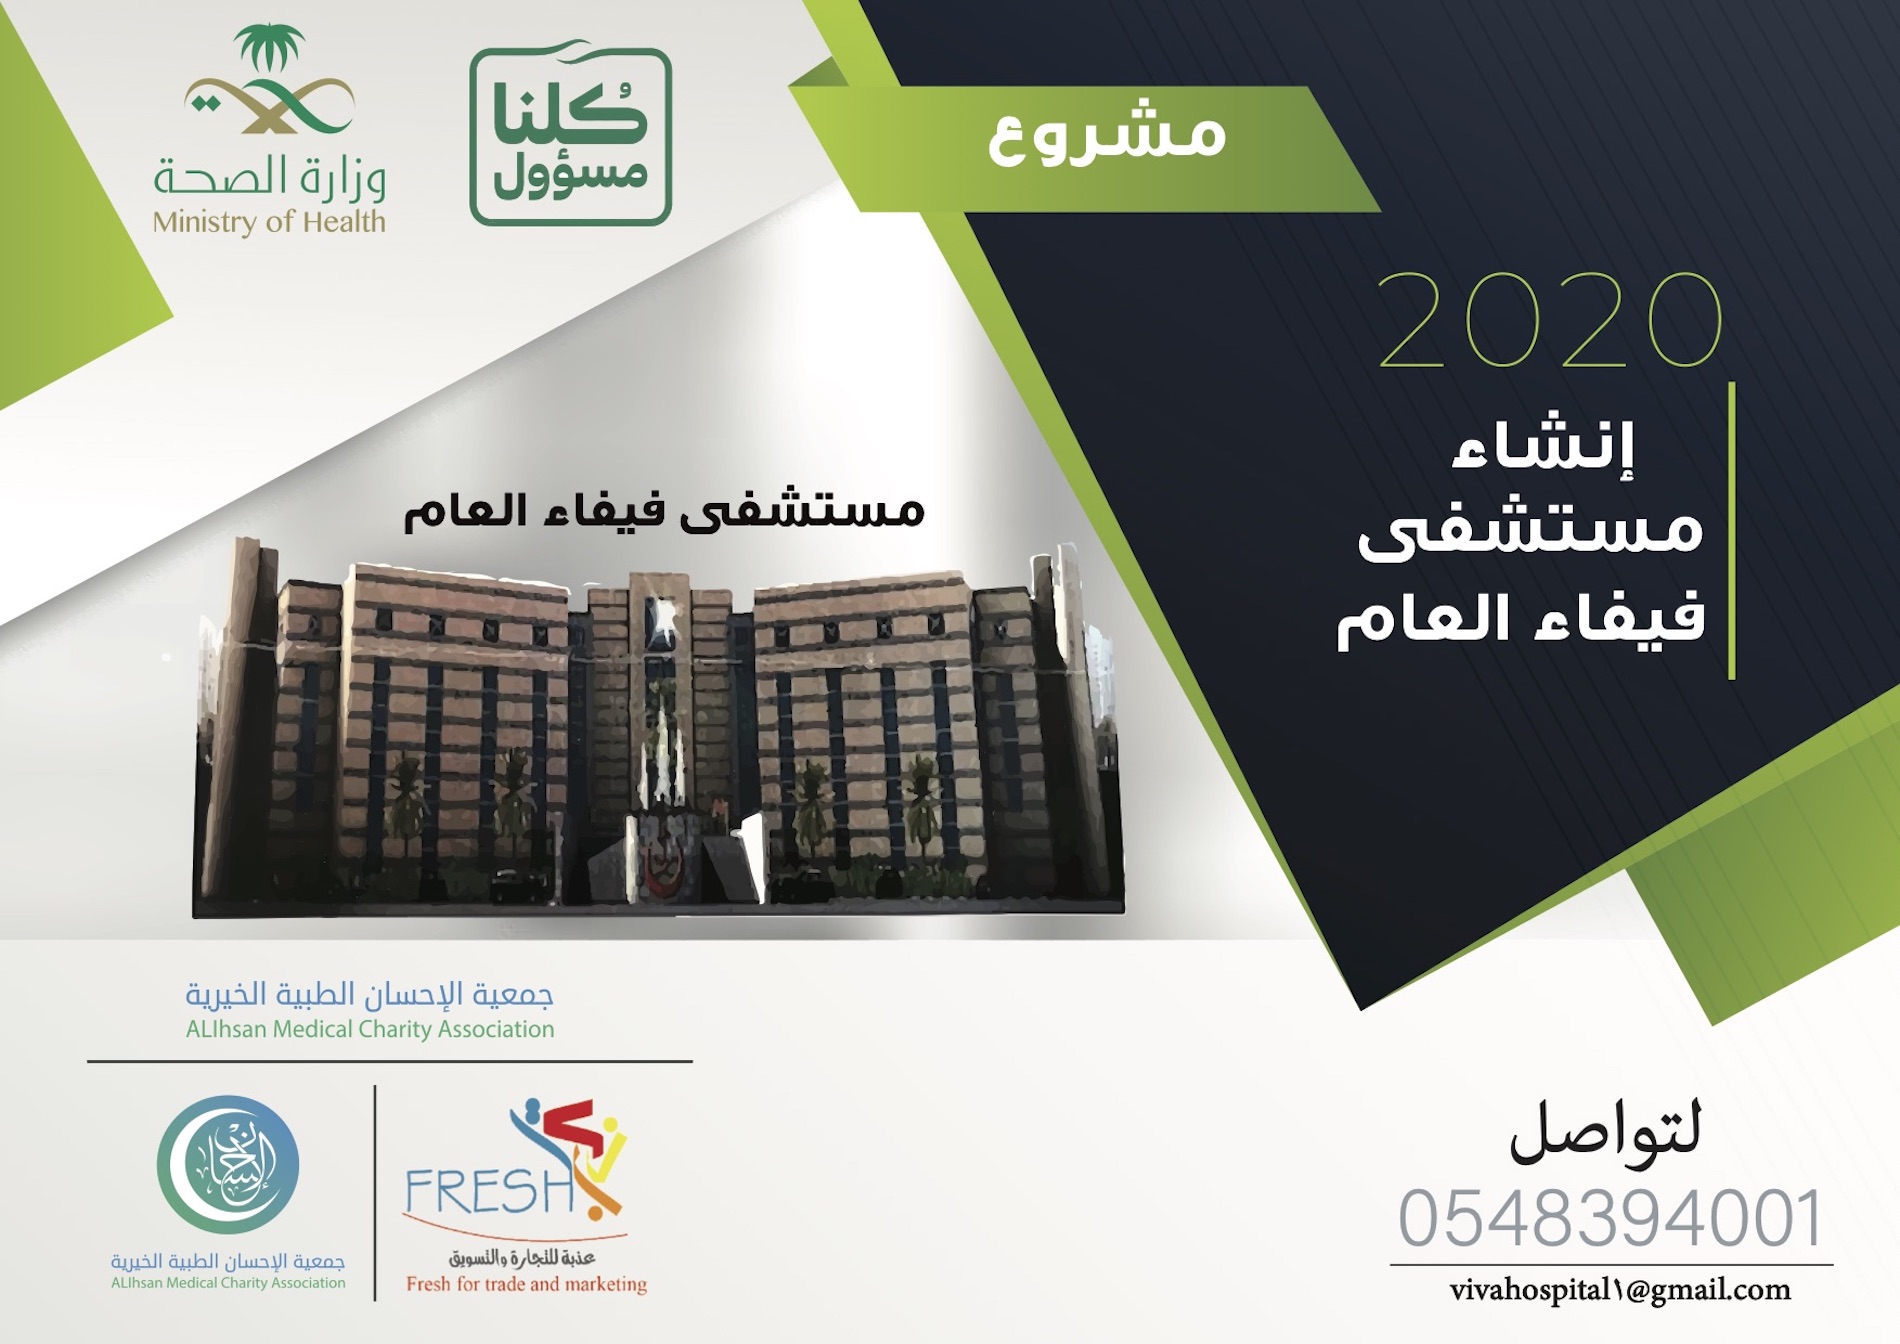 وزارة الصحة
Ministry of Health
كُلنا
مسؤول
مشروع
2020
إنشاء
مستشفى
فيفاء العام
مستشفى فيفاء العام
جمعية الإحسان الطبية الخيرية
ALIhsan Medical Charity Association
الإحسان
جمعية الإحسان الطبية الخيرية
ALIhsan Medical Charity Association
FRESH
عذبة للتجارة والتسويق
Fresh for trade and marketing
لتواصل
0548394001
vivahospital١@gmail.com